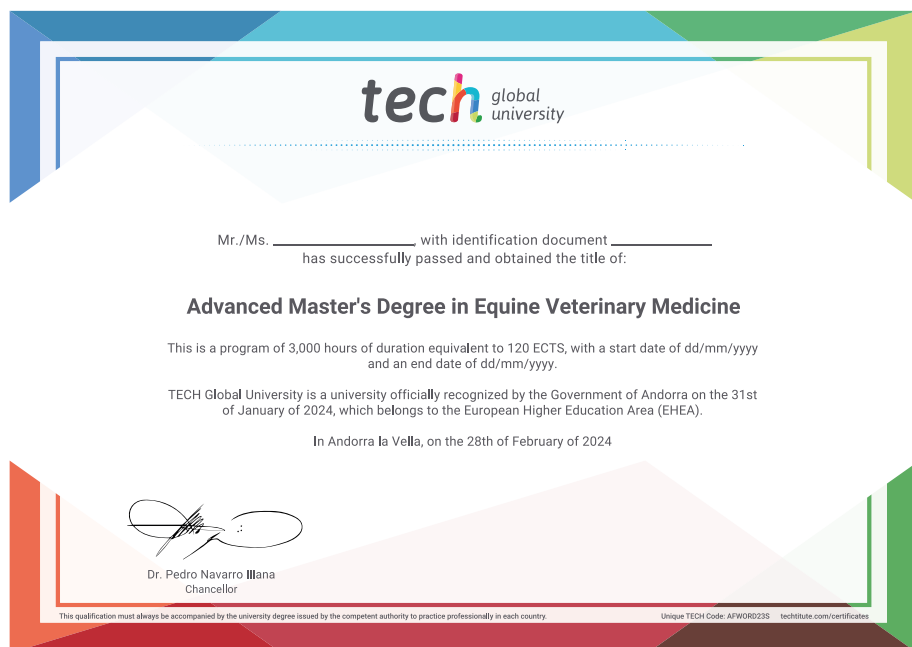 tech global
university
Mr./Ms. ____________, with identification document ____________
has successfully passed and obtained the title of:
Advanced Master's Degree in Equine Veterinary Medicine
This is a program of 3,000 hours of duration equivalent to 120 ECTS, with a start date of dd/mm/yyyy
and an end date of dd/mm/yyyy.
TECH Global University is a university officially recognized by the Government of Andorra on the 31st
of January of 2024, which belongs to the European Higher Education Area (EHEA).
In Andorra la Vella, on the 28th of February of 2024
Dr. Pedro Navarro Illana
Chancellor
This qualification must always be accompanied by the university degree issued by the competent authority to practice professionally in each country. Unique TECH Code: AFWORD23S techtitute.com/certificates